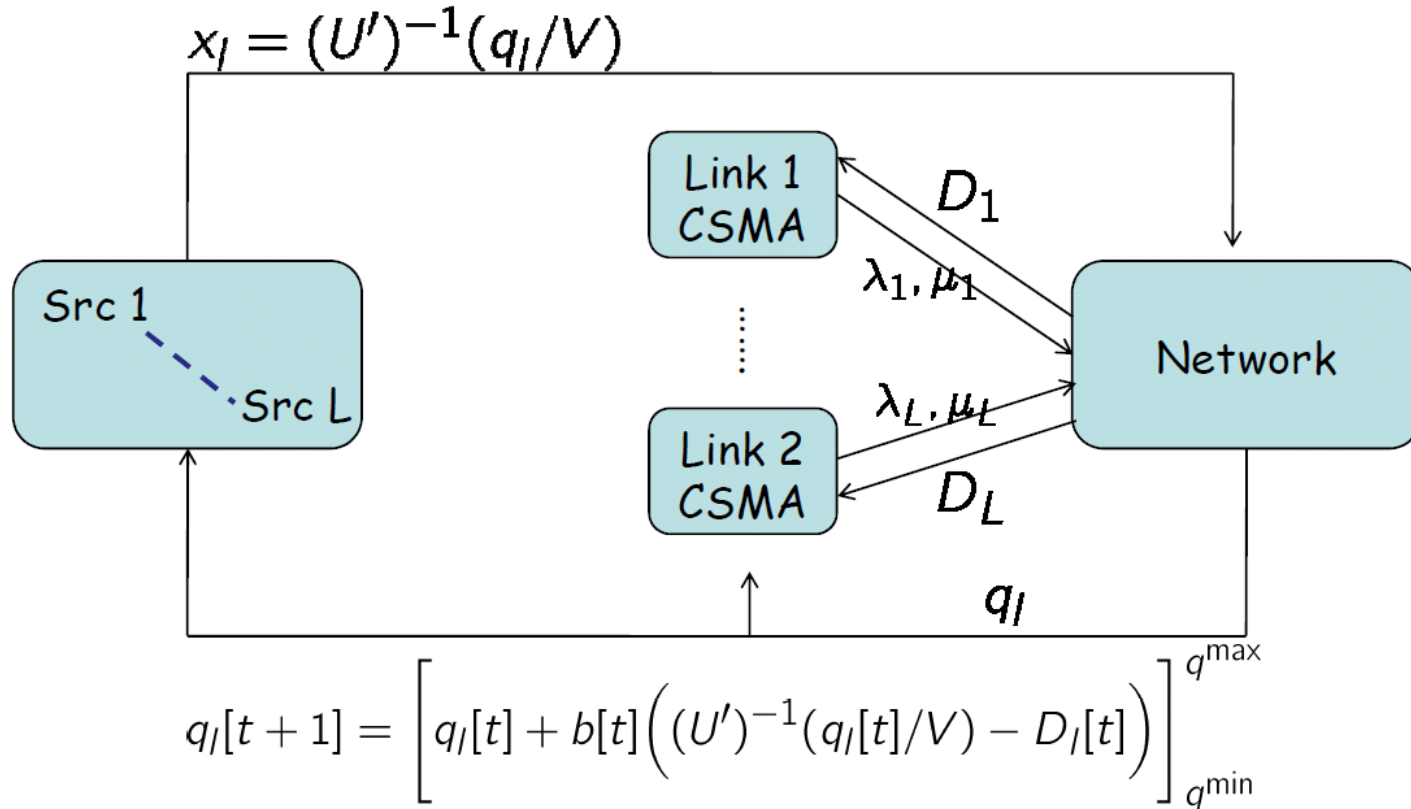 x_l = (U')^{-1}(q_l/V)
Link 1
CSMA
D_1
λ_1, μ_1
Src 1
Src L
......
Network
λ_L, μ_L
Link 2
CSMA
D_L
q_l
q_l[t + 1] = [ q_l[t] + b[t] ( (U')^{-1}(q_l[t]/V) − D_l[t] ) ]_{q^{min}}^{q^{max}}